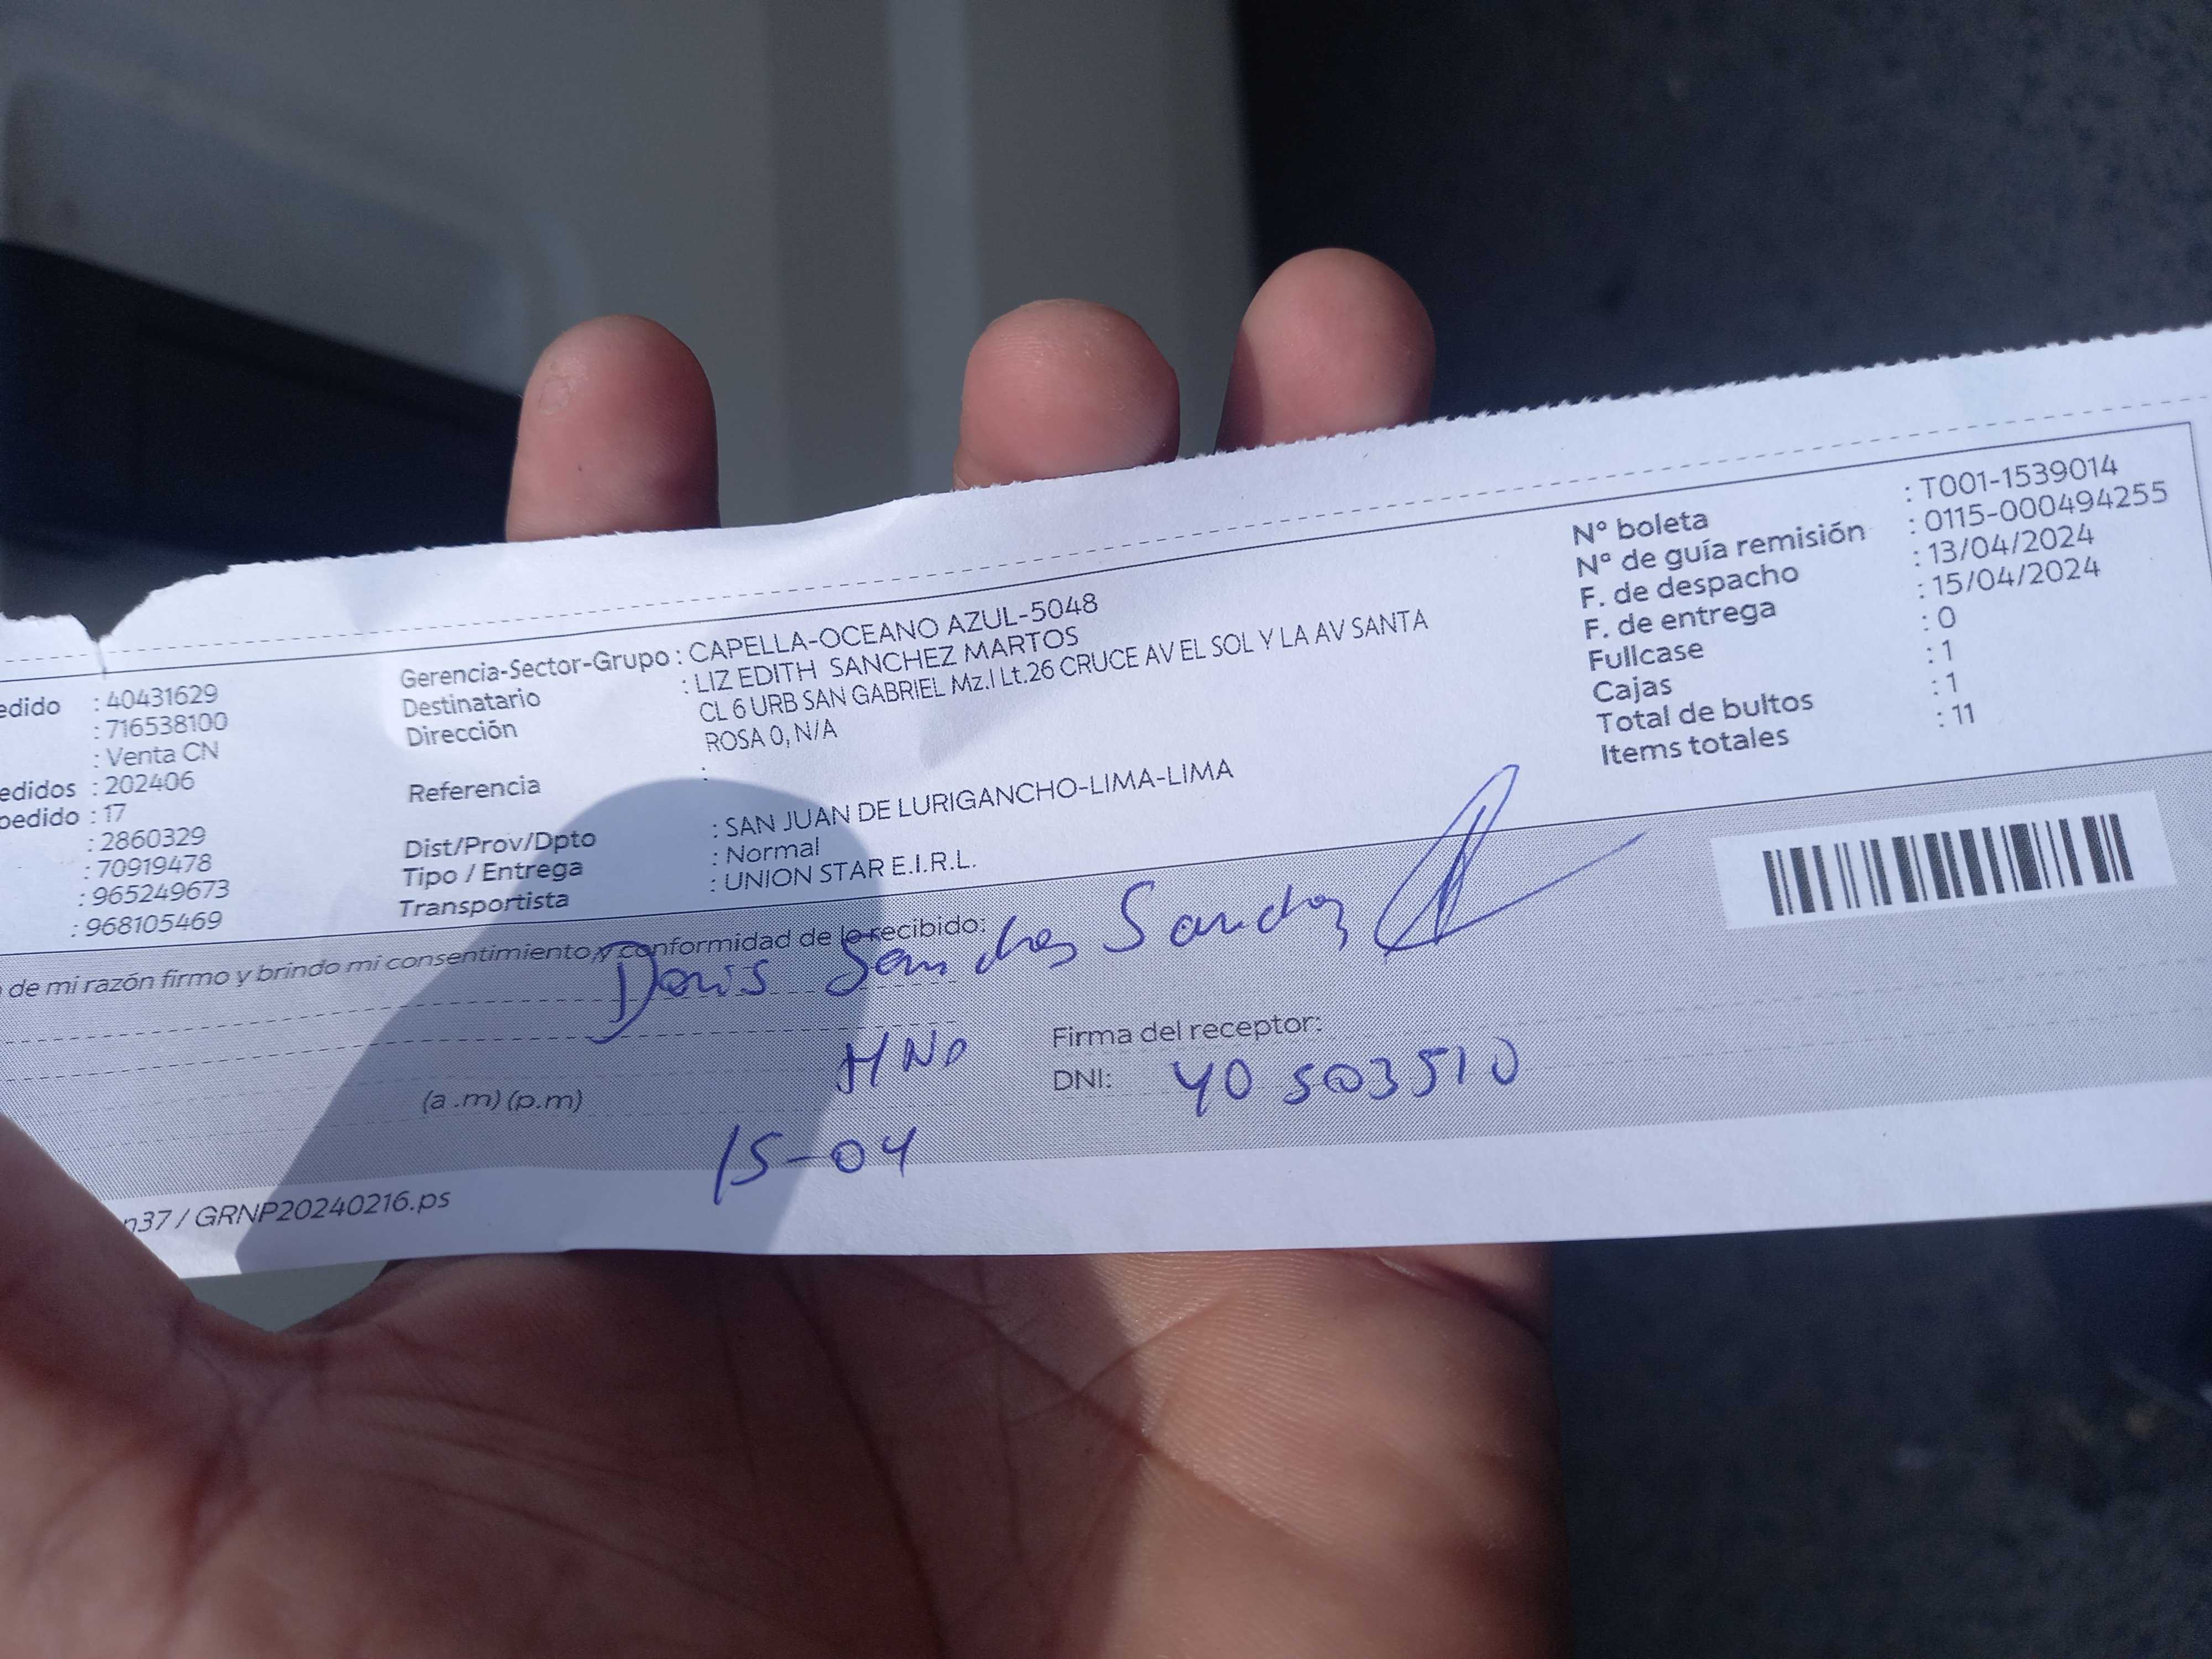 edido : 40431629
: 716538100
: Venta CN
edidos : 202406
pedido : 17
: 2860329
: 70919478
: 965249673
: 968105469
Gerencia-Sector-Grupo : CAPELLA-OCEANO AZUL-5048
Destinatario : LIZ EDITH SANCHEZ MARTOS
Dirección CL 6 URB SAN GABRIEL Mz.I Lt.26 CRUCE AV EL SOL Y LA AV SANTA
ROSA 0, N/A
Referencia :
Dist/Prov/Dpto : SAN JUAN DE LURIGANCHO-LIMA-LIMA
Tipo / Entrega : Normal
Transportista : UNION STAR E.I.R.L.
Nº boleta : T001-1539014
Nº de guía remisión : 0115-000494255
F. de despacho : 13/04/2024
F. de entrega : 15/04/2024
Fullcase : 0
Cajas : 1
Total de bultos : 1
Items totales : 11
de mi razón firmo y brindo mi consentimiento y conformidad de lo recibido:
Doris Sanches Sanchez
HNO
Firma del receptor:
(a .m) (p.m)
DNI: 40503510
15-04
n37 / GRNP20240216.ps